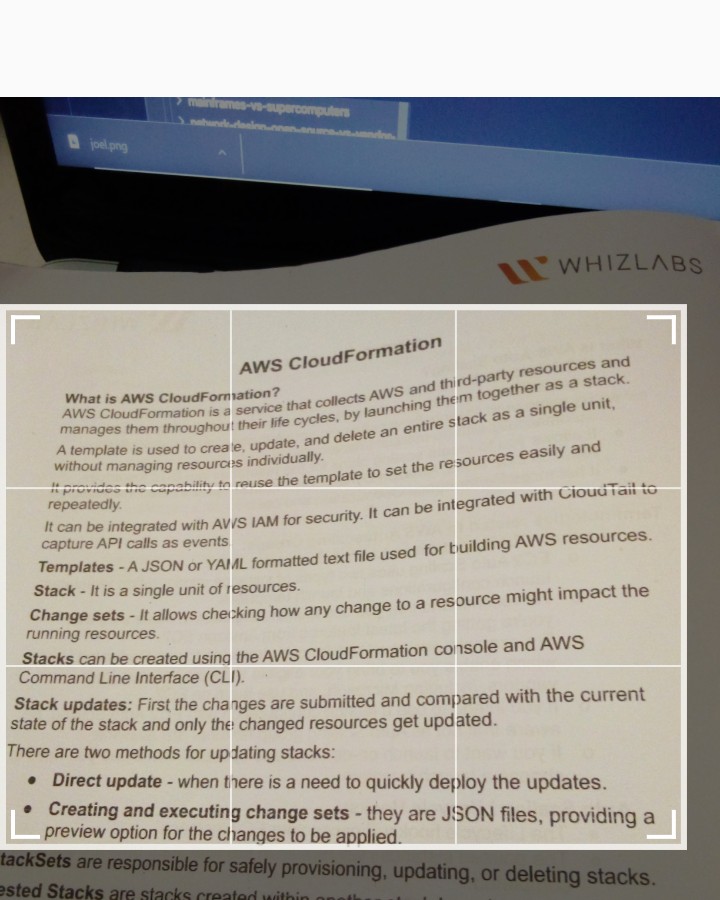 mainframes-vs-supercomputers
network-design-open-source-vs-vendor-
joel.png
WHIZLABS
AWS CloudFormation
What is AWS CloudFormation?
AWS CloudFormation is a service that collects AWS and third-party resources and
manages them throughout their life cycles, by launching them together as a stack.
A template is used to create, update, and delete an entire stack as a single unit,
without managing resources individually.
It provides the capability to reuse the template to set the resources easily and
repeatedly.
It can be integrated with AWS IAM for security. It can be integrated with CloudTail to
capture API calls as events
Templates - A JSON or YAML formatted text file used for building AWS resources.
Stack - It is a single unit of resources.
Change sets - It allows checking how any change to a resource might impact the
running resources.
Stacks can be created using the AWS CloudFormation console and AWS
Command Line Interface (CLI).
Stack updates: First the changes are submitted and compared with the current
state of the stack and only the changed resources get updated.
There are two methods for updating stacks:
• Direct update - when there is a need to quickly deploy the updates.
• Creating and executing change sets - they are JSON files, providing a
preview option for the changes to be applied.
tackSets are responsible for safely provisioning, updating, or deleting stacks.
ested Stacks are stacks created within another